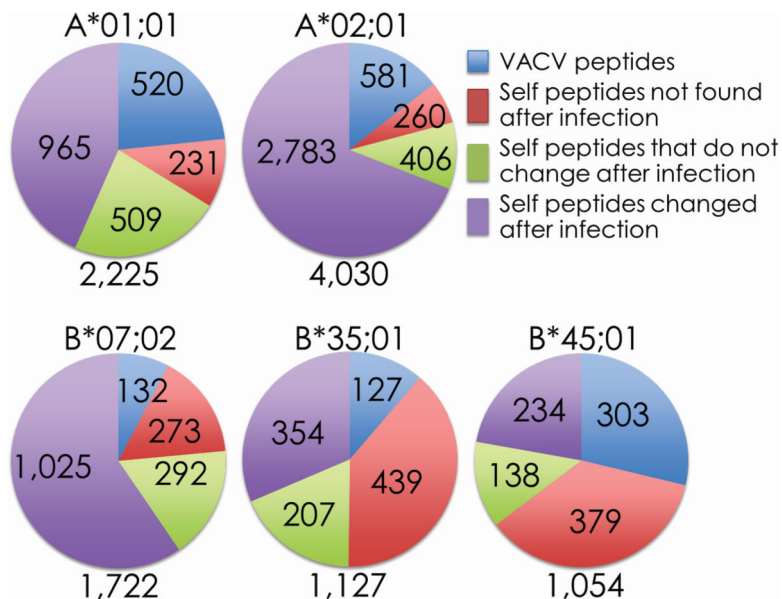 A*01;01
520
231
509
965
2,225
A*02;01
581
260
406
2,783
4,030
VACV peptides
Self peptides not found
after infection
Self peptides that do not
change after infection
Self peptides changed
after infection
B*07;02
132
273
292
1,025
1,722
B*35;01
127
439
207
354
1,127
B*45;01
303
379
138
234
1,054